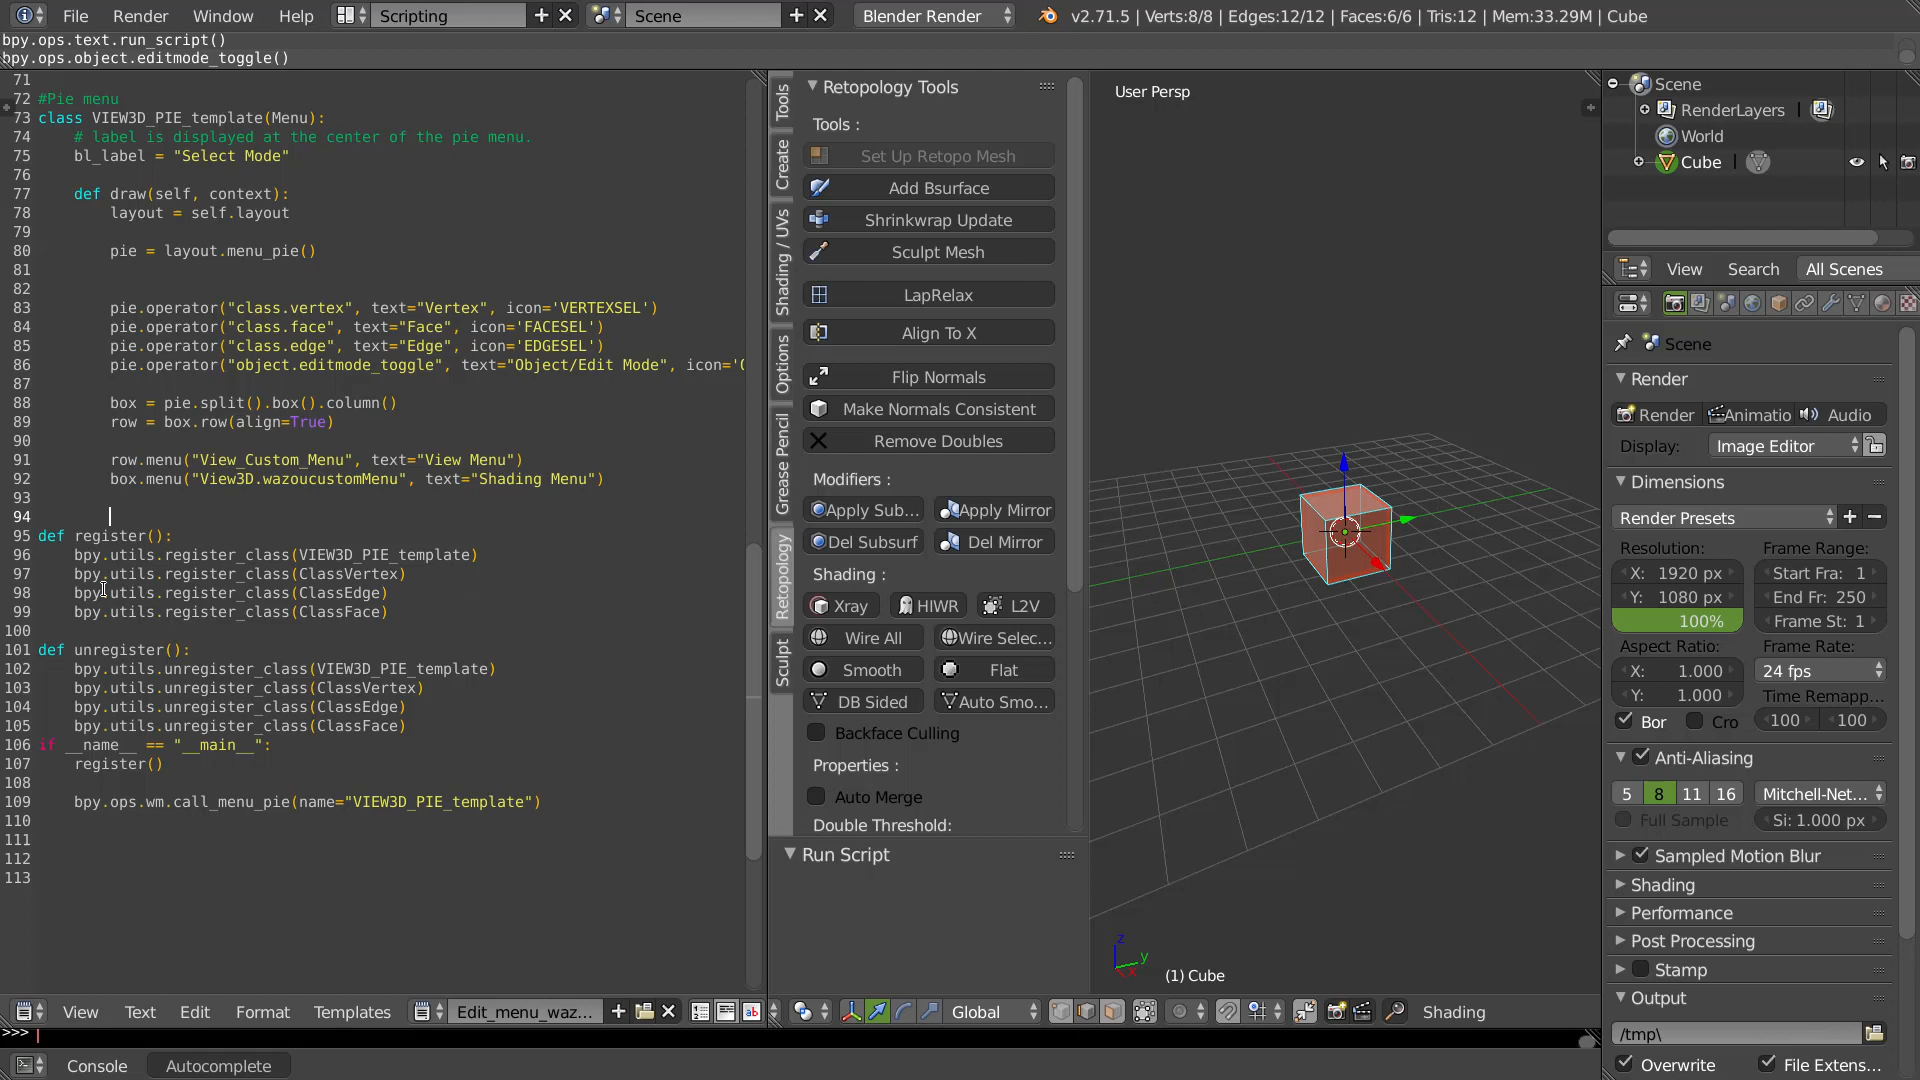 File Render Window Help Scripting Scene Blender Render v2.71.5 | Verts:8/8 | Edges:12/12 | Faces:6/6 | Tris:12 | Mem:33.29M | Cube
bpy.ops.text.run_script()
bpy.ops.object.editmode_toggle()
71
72 #Pie menu
73 class VIEW3D_PIE_template(Menu):
74     # label is displayed at the center of the pie menu.
75     bl_label = "Select Mode"
76
77     def draw(self, context):
78         layout = self.layout
79
80         pie = layout.menu_pie()
81
82
83         pie.operator("class.vertex", text="Vertex", icon='VERTEXSEL')
84         pie.operator("class.face", text="Face", icon='FACESEL')
85         pie.operator("class.edge", text="Edge", icon='EDGESEL')
86         pie.operator("object.editmode_toggle", text="Object/Edit Mode", icon='
87
88         box = pie.split().box().column()
89         row = box.row(align=True)
90
91         row.menu("View_Custom_Menu", text="View Menu")
92         box.menu("View3D.wazoucustomMenu", text="Shading Menu")
93
94
95 def register():
96     bpy.utils.register_class(VIEW3D_PIE_template)
97     bpy.utils.register_class(ClassVertex)
98     bpy.utils.register_class(ClassEdge)
99     bpy.utils.register_class(ClassFace)
100
101 def unregister():
102     bpy.utils.unregister_class(VIEW3D_PIE_template)
103     bpy.utils.unregister_class(ClassVertex)
104     bpy.utils.unregister_class(ClassEdge)
105     bpy.utils.unregister_class(ClassFace)
106 if __name__ == "__main__":
107     register()
108
109     bpy.ops.wm.call_menu_pie(name="VIEW3D_PIE_template")
110
111
112
113
View Text Edit Format Templates Edit_menu_waz...
>>>
Console Autocomplete
Tools
Create
Shading / UVs
Options
Grease Pencil
Retopology
Sculpt
Retopology Tools
Tools :
Set Up Retopo Mesh
Add Bsurface
Shrinkwrap Update
Sculpt Mesh
LapRelax
Align To X
Flip Normals
Make Normals Consistent
Remove Doubles
Modifiers :
Apply Sub... Apply Mirror
Del Subsurf Del Mirror
Shading :
Xray HIWR L2V
Wire All Wire Selec...
Smooth Flat
DB Sided Auto Smo...
Backface Culling
Properties :
Auto Merge
Double Threshold:
Run Script
User Persp
z
y
x
(1) Cube
Global Shading
Scene
RenderLayers
World
Cube
View Search All Scenes
Scene
Render
Render Animatio Audio
Display: Image Editor
Dimensions
Render Presets
Resolution: Frame Range:
X: 1920 px Start Fra: 1
Y: 1080 px End Fr: 250
100% Frame St: 1
Aspect Ratio: Frame Rate:
X: 1.000 24 fps
Y: 1.000 Time Remapp...
Bor Cro 100 100
Anti-Aliasing
5 8 11 16 Mitchell-Net...
Full Sample Si: 1.000 px
Sampled Motion Blur
Shading
Performance
Post Processing
Stamp
Output
/tmp\
Overwrite File Extens...